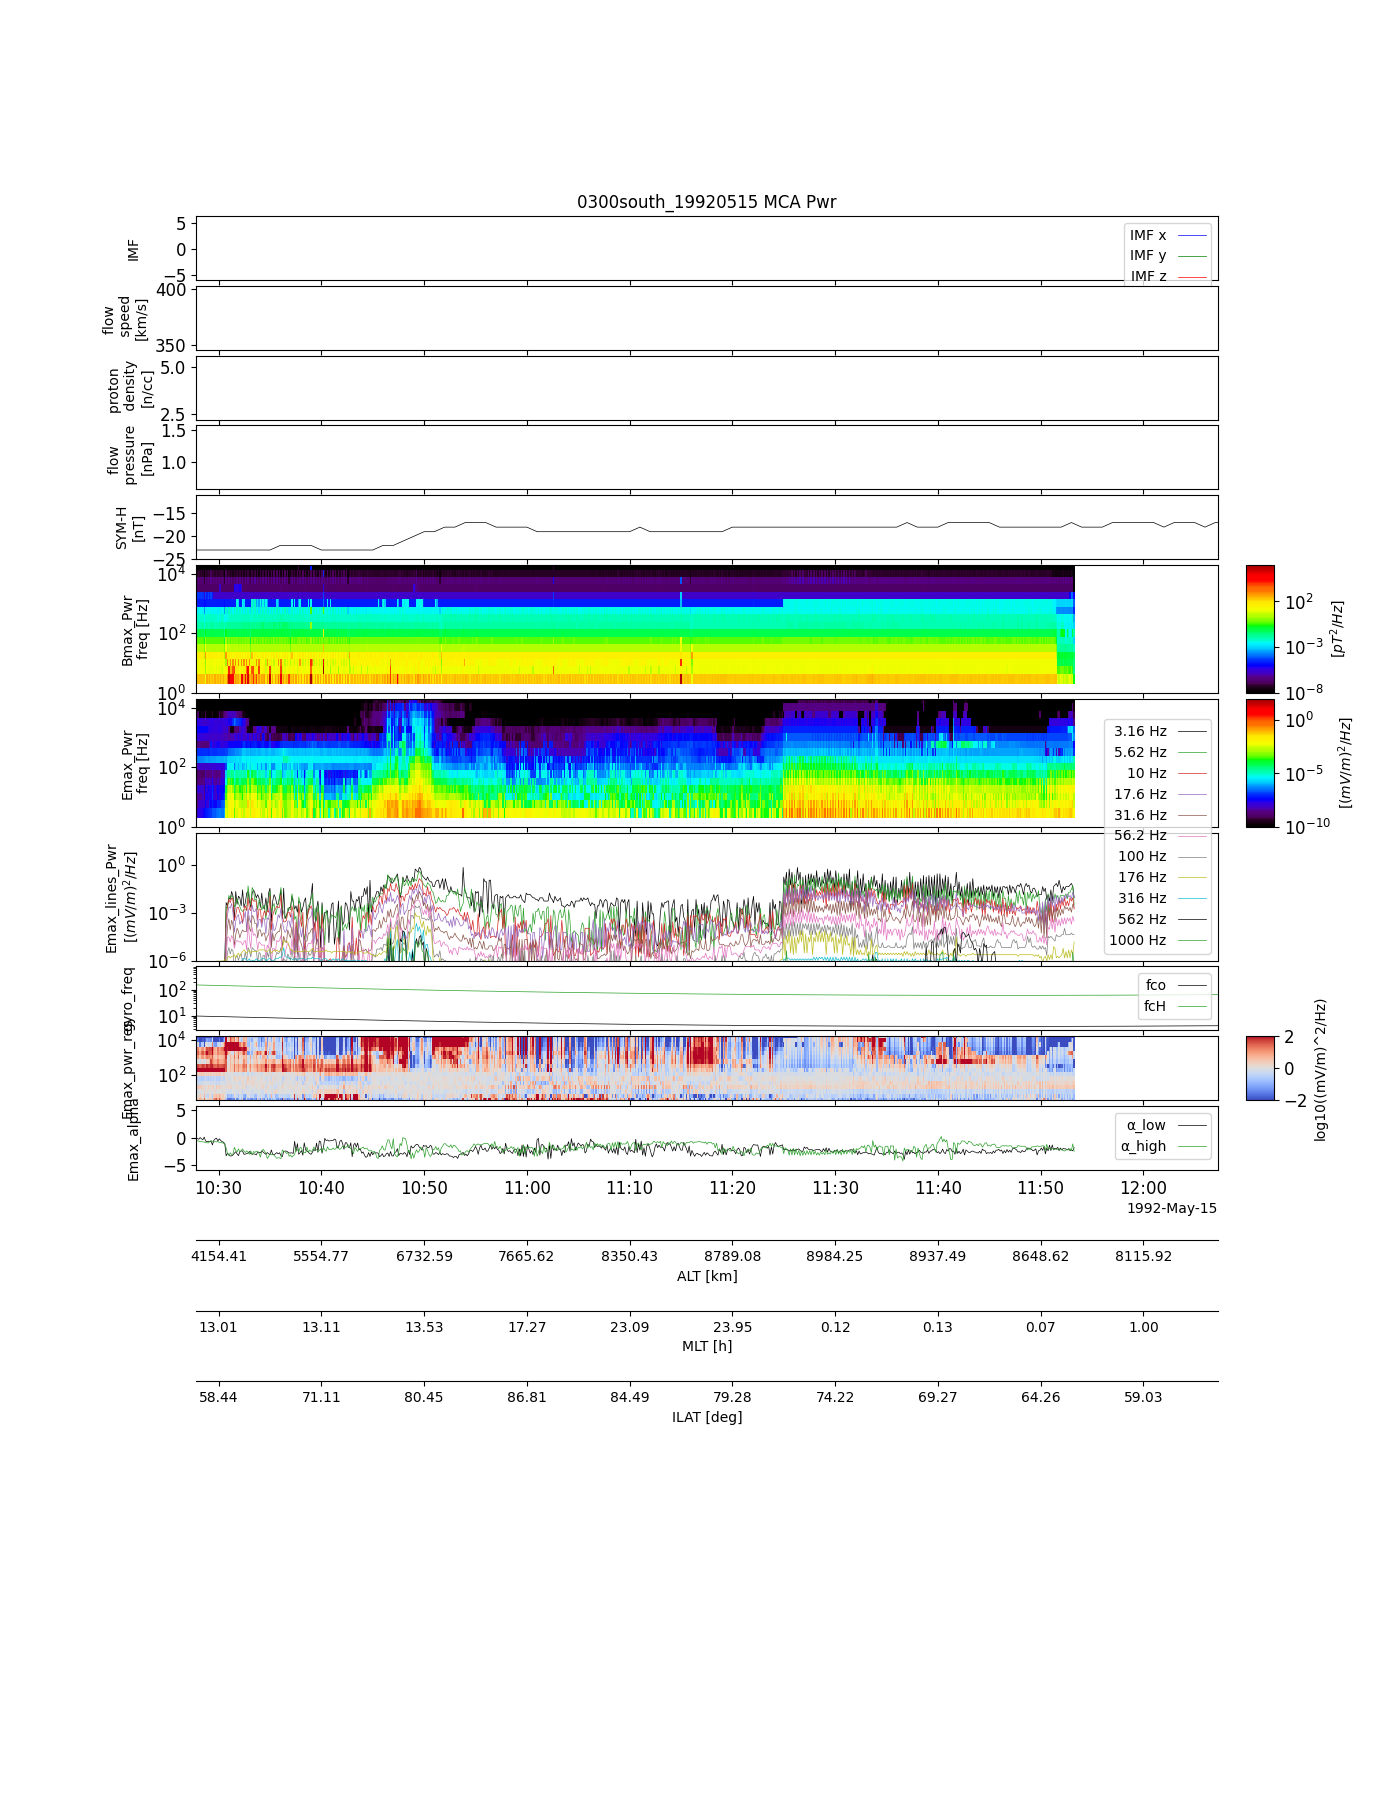 0300south_19920515 MCA Pwr
5
0
−5
IMF
IMF x
IMF y
IMF z
400
350
flow
speed
[km/s]
5.0
2.5
proton
density
[n/cc]
1.5
1.0
flow
pressure
[nPa]
−15
−20
−25
SYM-H
[nT]
10^4
10^2
10^0
Bmax_Pwr
freq [Hz]
10^2
10^−3
10^−8
[pT^2/Hz]
10^4
10^2
10^0
Emax_Pwr
freq [Hz]
10^0
10^−5
10^−10
[(mV/m)^2/Hz]
3.16 Hz
5.62 Hz
10 Hz
17.6 Hz
31.6 Hz
56.2 Hz
100 Hz
176 Hz
316 Hz
562 Hz
1000 Hz
10^0
10^−3
10^−6
Emax_lines_Pwr
[(mV/m)^2/Hz]
10^2
10^1
gyro_freq
fco
fcH
10^4
10^2
Emax_pwr_reg
2
0
−2
log10((mV/m)^2/Hz)
5
0
−5
Emax_alpha
α_low
α_high
10:30 10:40 10:50 11:00 11:10 11:20 11:30 11:40 11:50 12:00
1992-May-15
4154.41 5554.77 6732.59 7665.62 8350.43 8789.08 8984.25 8937.49 8648.62 8115.92
ALT [km]
13.01 13.11 13.53 17.27 23.09 23.95 0.12 0.13 0.07 1.00
MLT [h]
58.44 71.11 80.45 86.81 84.49 79.28 74.22 69.27 64.26 59.03
ILAT [deg]